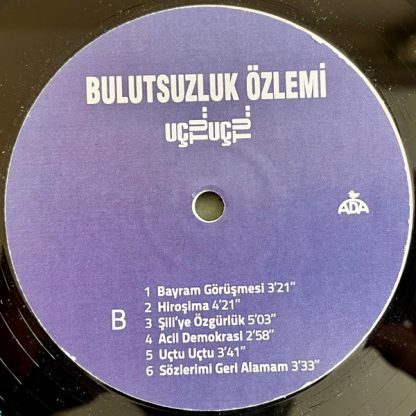 BULUTSUZLUK ÖZLEMİ
UÇTU... UÇTU...
ADA
B
1 Bayram Görüşmesi 3'21"
2 Hiroşima 4'21"
3 Şili'ye Özgürlük 5'03"
4 Acil Demokrasi 2'58"
5 Uçtu Uçtu 3'41"
6 Sözlerimi Geri Alamam 3'33"